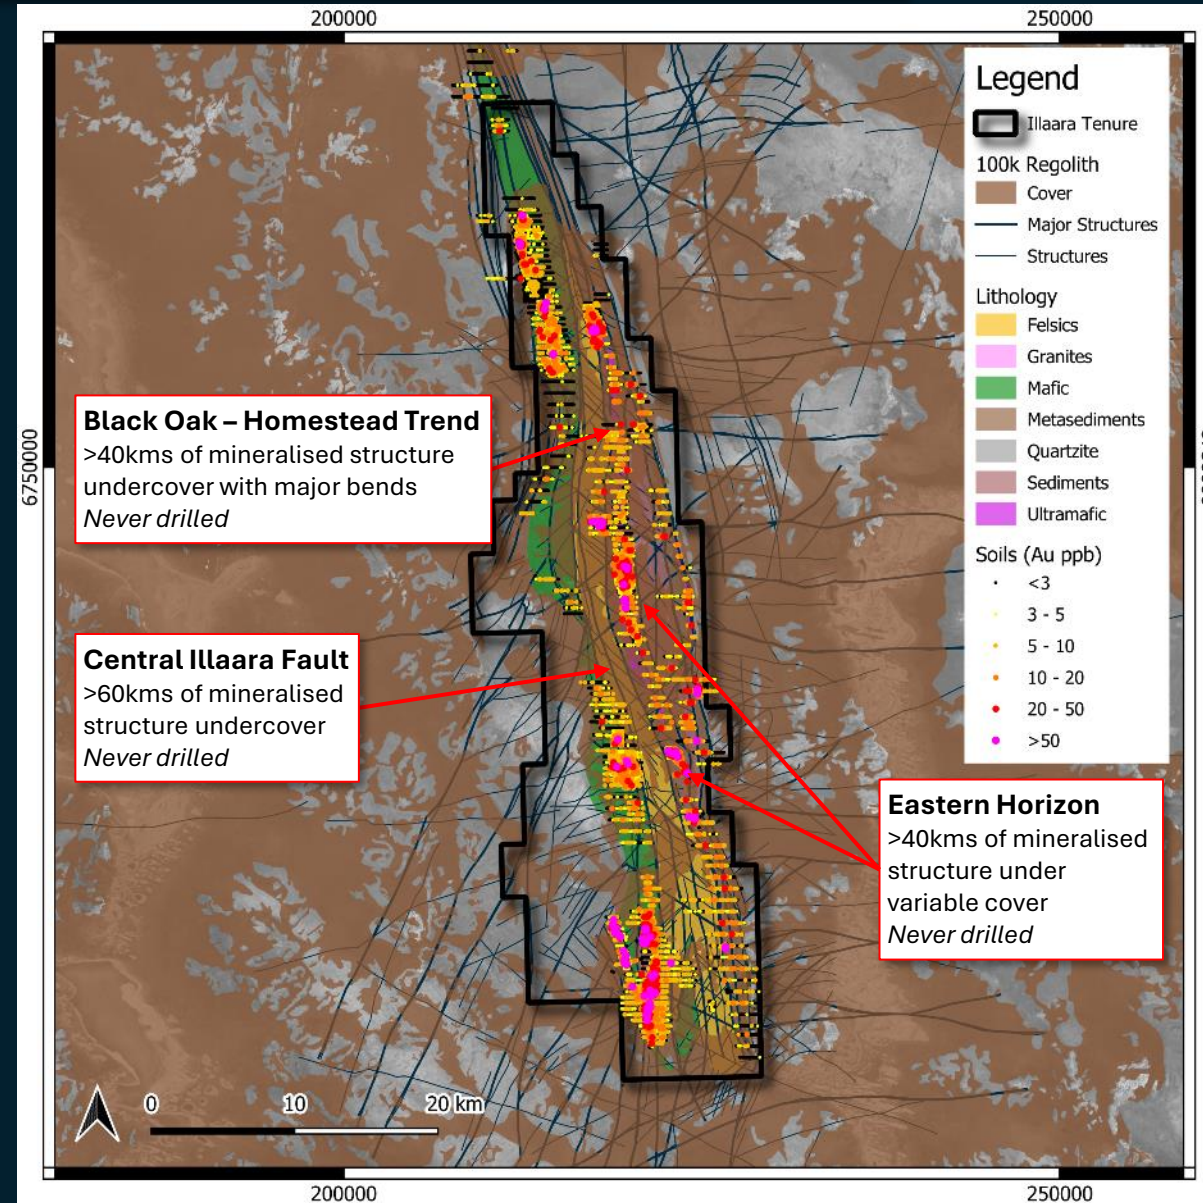 200000
250000
Legend
Illaara Tenure
100k Regolith
Cover
Major Structures
Structures
Lithology
Felsics
Granites
Mafic
Metasediments
Quartzite
Sediments
Ultramafic
Soils (Au ppb)
<3
3 - 5
5 - 10
10 - 20
20 - 50
>50
6750000
Black Oak – Homestead Trend
>40kms of mineralised structure
undercover with major bends
Never drilled
Central Illaara Fault
>60kms of mineralised
structure undercover
Never drilled
Eastern Horizon
>40kms of mineralised
structure under
variable cover
Never drilled
0
10
20 km
200000
250000